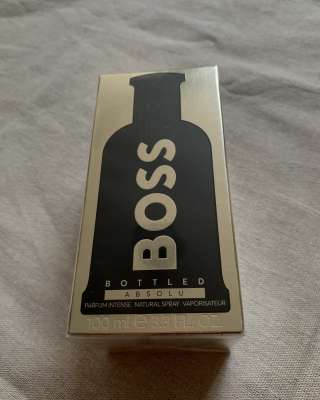 BOSS
BOTTLED
ABSOLU
PARFUM INTENSE NATURAL SPRAY VAPORISATEUR
100 mL ℮ 3.3 FL. OZ.